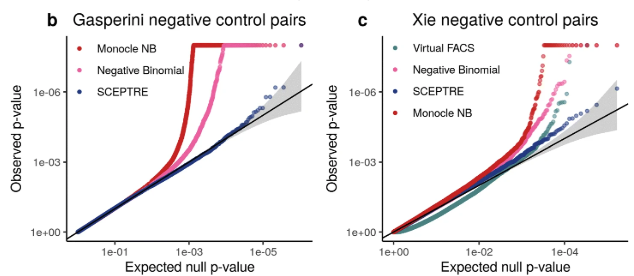 b Gasperini negative control pairs
Monocle NB
Negative Binomial
SCEPTRE
Observed p-value
1e-06
1e-03
1e+00
1e-01
1e-03
1e-05
Expected null p-value
c Xie negative control pairs
Virtual FACS
Negative Binomial
SCEPTRE
Monocle NB
Observed p-value
1e-06
1e-03
1e+00
1e+00
1e-02
1e-04
Expected null p-value